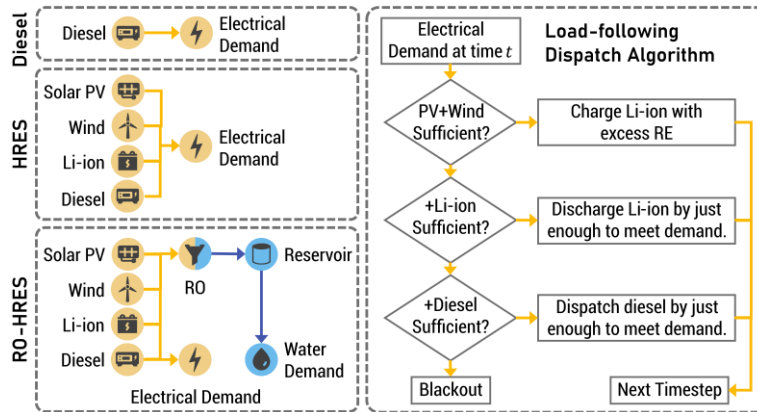 Diesel
Diesel
Electrical
Demand
HRES
Solar PV
Wind
Li-ion
Diesel
Electrical
Demand
RO-HRES
Solar PV
Wind
Li-ion
Diesel
RO
Reservoir
Water
Demand
Electrical Demand
Load-following
Dispatch Algorithm
Electrical
Demand at time t
PV+Wind
Sufficient?
Charge Li-ion with
excess RE
+Li-ion
Sufficient?
Discharge Li-ion by just
enough to meet demand.
+Diesel
Sufficient?
Dispatch diesel by just
enough to meet demand.
Blackout
Next Timestep